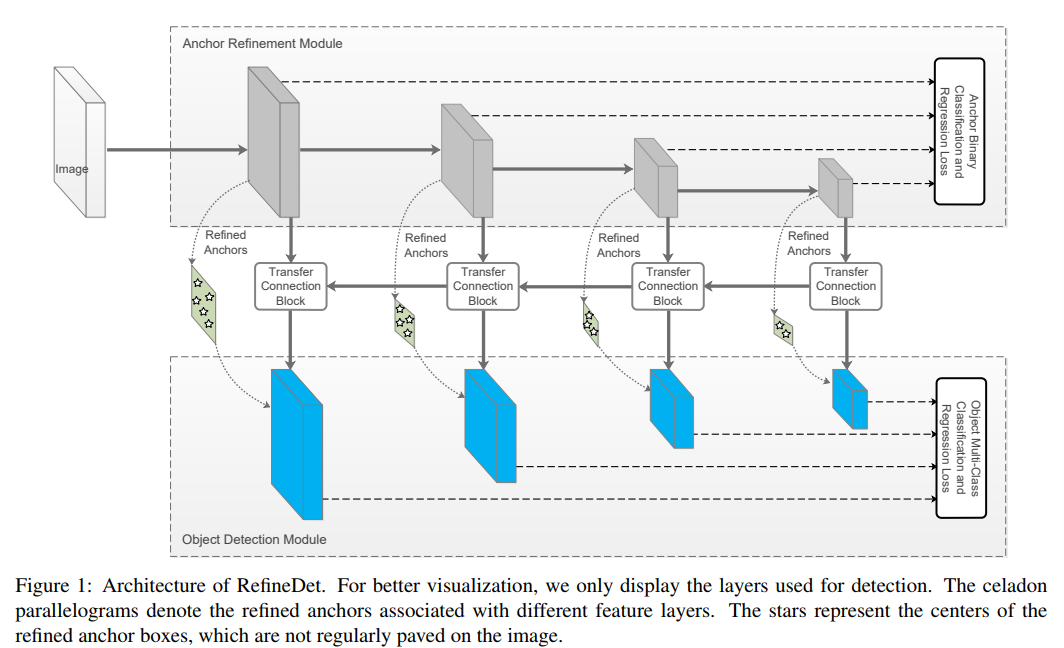 Anchor Refinement Module
Image
Anchor Binary
Classification and
Regression Loss
Refined
Anchors
Refined
Anchors
Refined
Anchors
Refined
Anchors
Transfer
Connection
Block
Transfer
Connection
Block
Transfer
Connection
Block
Transfer
Connection
Block
Object Multi-Class
Classification and
Regression Loss
Object Detection Module
Figure 1: Architecture of RefineDet. For better visualization, we only display the layers used for detection. The celadon
parallelograms denote the refined anchors associated with different feature layers. The stars represent the centers of the
refined anchor boxes, which are not regularly paved on the image.